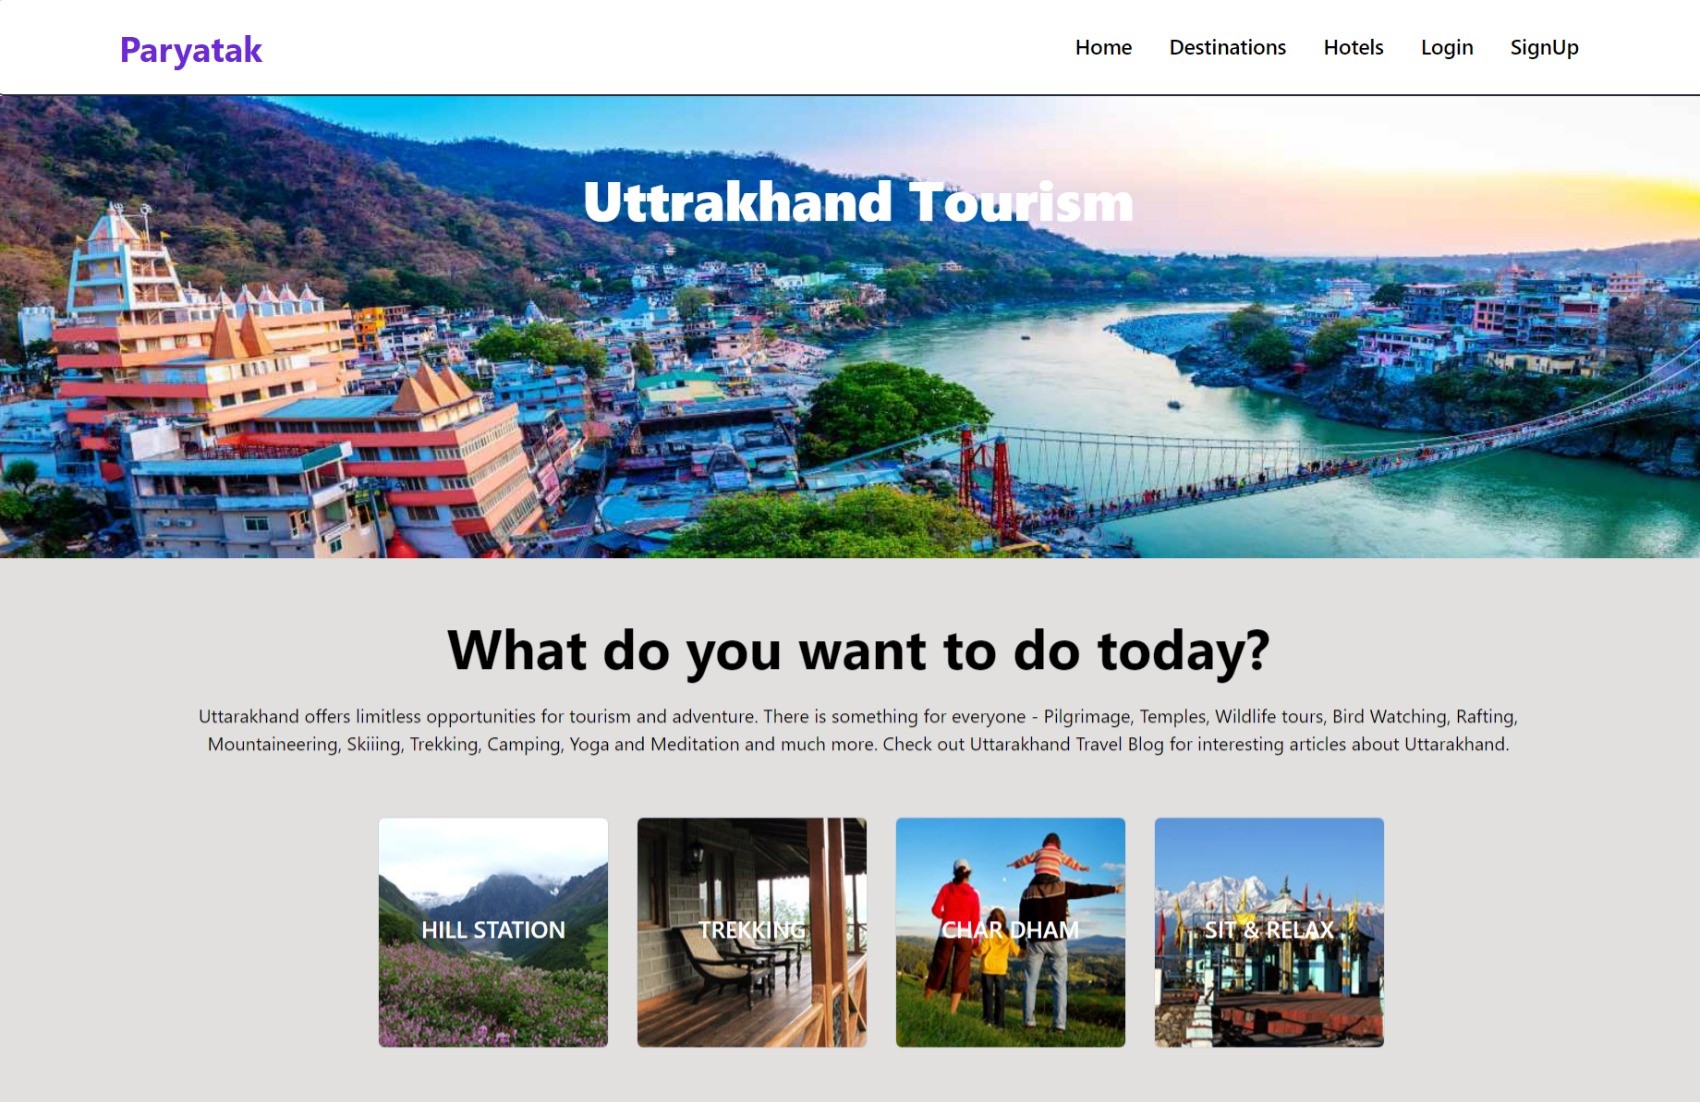 Paryatak
Home Destinations Hotels Login SignUp
Uttrakhand Tourism
What do you want to do today?
Uttarakhand offers limitless opportunities for tourism and adventure. There is something for everyone - Pilgrimage, Temples, Wildlife tours, Bird Watching, Rafting,
Mountaineering, Skiiing, Trekking, Camping, Yoga and Meditation and much more. Check out Uttarakhand Travel Blog for interesting articles about Uttarakhand.
HILL STATION
TREKKING
CHAR DHAM
SIT & RELAX